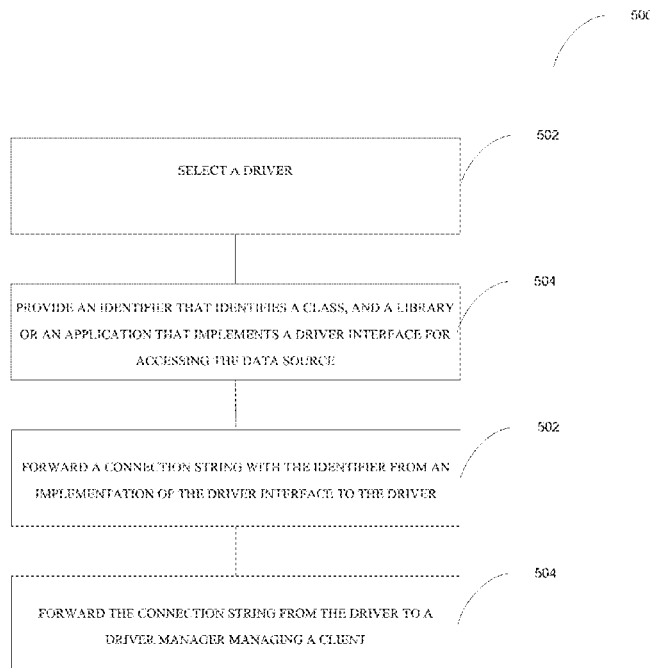 500
502
SELECT A DRIVER
504
PROVIDE AN IDENTIFIER THAT IDENTIFIES A CLASS, AND A LIBRARY
OR AN APPLICATION THAT IMPLEMENTS A DRIVER INTERFACE FOR
ACCESSING THE DATA SOURCE
502
FORWARD A CONNECTION STRING WITH THE IDENTIFIER FROM AN
IMPLEMENTATION OF THE DRIVER INTERFACE TO THE DRIVER
504
FORWARD THE CONNECTION STRING FROM THE DRIVER TO A
DRIVER MANAGER MANAGING A CLIENT